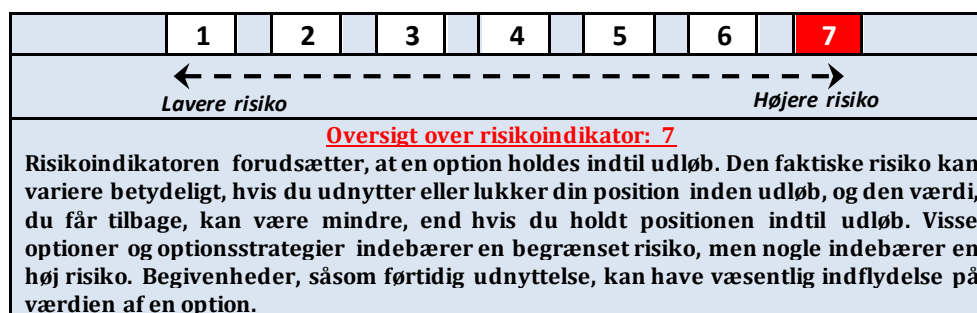 1 2 3 4 5 6 7
Lavere risiko Højere risiko
Oversigt over risikoindikator: 7
Risikoindikatoren forudsætter, at en option holdes indtil udløb. Den faktiske risiko kan
variere betydeligt, hvis du udnytter eller lukker din position inden udløb, og den værdi,
du får tilbage, kan være mindre, end hvis du holdt positionen indtil udløb. Visse
optioner og optionsstrategier indebærer en begrænset risiko, men nogle indebærer en
høj risiko. Begivenheder, såsom førtidig udnyttelse, kan have væsentlig indflydelse på
værdien af en option.